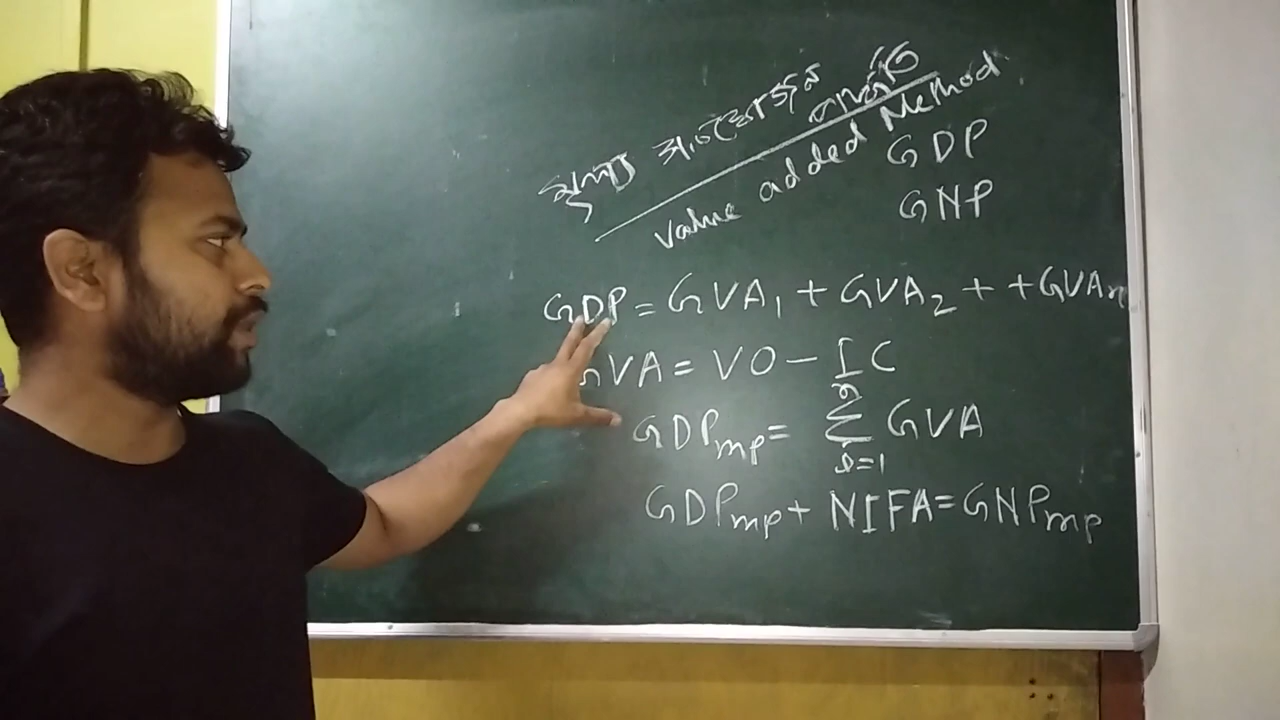 মূল্য সংযোজন পদ্ধতি
Value added Method
GDP
GNP
GDP = GVA₁ + GVA₂ + + GVAₙ
GVA = VO - IC
GDPmp = n Σ i=1 GVA
GDPmp + NIFA = GNPmp